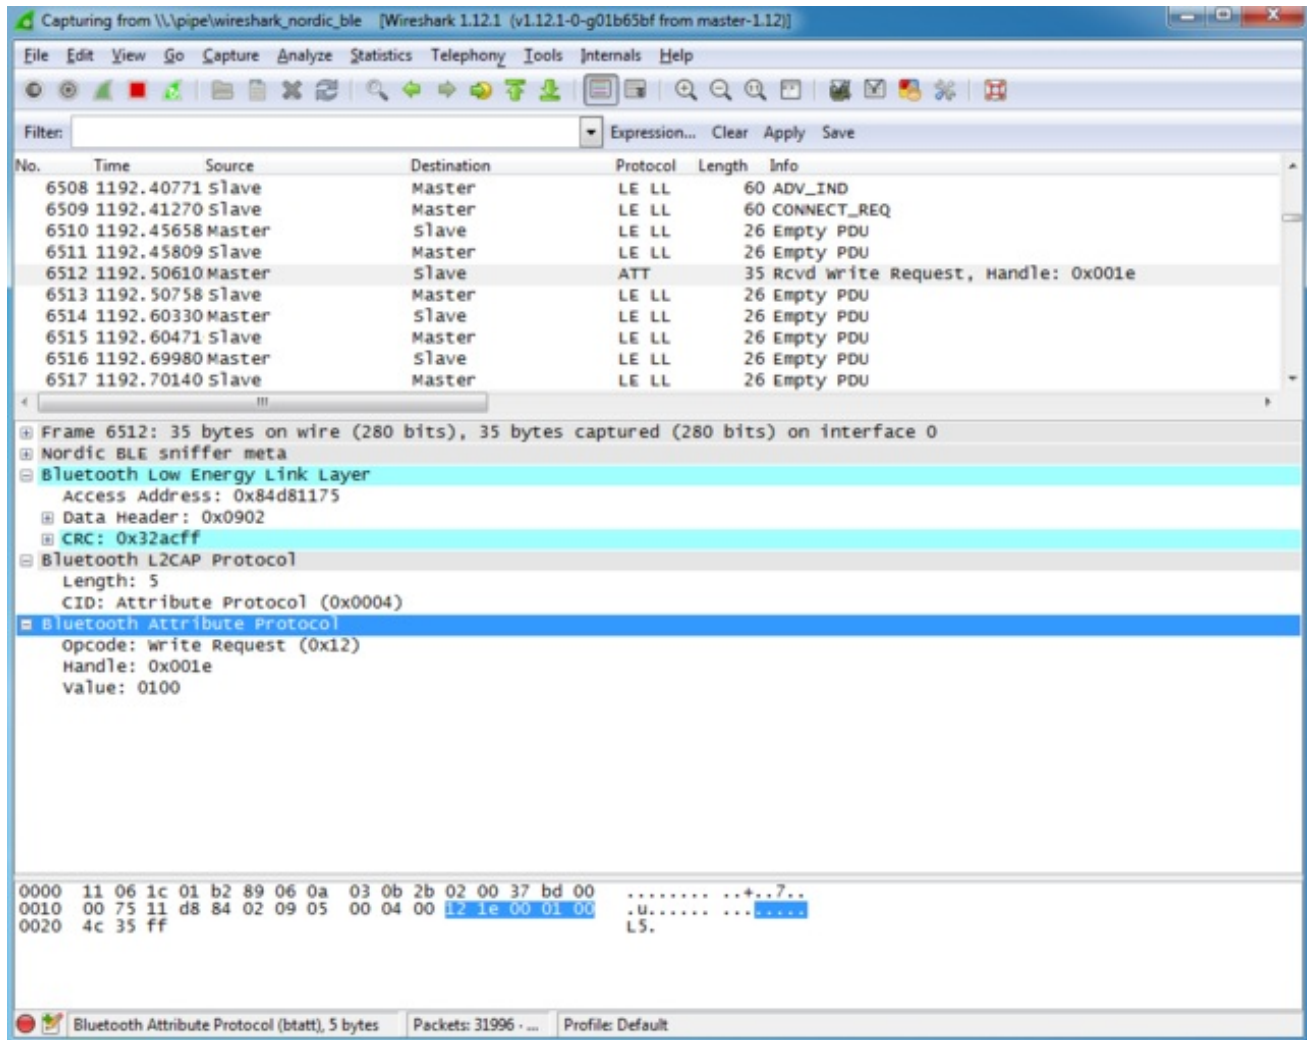 Capturing from \\.\pipe\wireshark_nordic_ble [Wireshark 1.12.1 (v1.12.1-0-g01b65bf from master-1.12)]
File Edit View Go Capture Analyze Statistics Telephony Tools Internals Help
Filter: Expression... Clear Apply Save
No. Time Source Destination Protocol Length Info
6508 1192.40771 Slave Master LE LL 60 ADV_IND
6509 1192.41270 Slave Master LE LL 60 CONNECT_REQ
6510 1192.45658 Master Slave LE LL 26 Empty PDU
6511 1192.45809 Slave Master LE LL 26 Empty PDU
6512 1192.50610 Master Slave ATT 35 Rcvd Write Request, Handle: 0x001e
6513 1192.50758 Slave Master LE LL 26 Empty PDU
6514 1192.60330 Master Slave LE LL 26 Empty PDU
6515 1192.60471 Slave Master LE LL 26 Empty PDU
6516 1192.69980 Master Slave LE LL 26 Empty PDU
6517 1192.70140 Slave Master LE LL 26 Empty PDU
Frame 6512: 35 bytes on wire (280 bits), 35 bytes captured (280 bits) on interface 0
Nordic BLE sniffer meta
Bluetooth Low Energy Link Layer
Access Address: 0x84d81175
Data Header: 0x0902
CRC: 0x32acff
Bluetooth L2CAP Protocol
Length: 5
CID: Attribute Protocol (0x0004)
Bluetooth Attribute Protocol
Opcode: Write Request (0x12)
Handle: 0x001e
Value: 0100
0000 11 06 1c 01 b2 89 06 0a 03 0b 2b 02 00 37 bd 00 ........ ..+..7..
0010 00 75 11 d8 84 02 09 05 00 04 00 12 1e 00 01 00 .u...... ........
0020 4c 35 ff L5.
Bluetooth Attribute Protocol (btatt), 5 bytes Packets: 31996 · ... Profile: Default